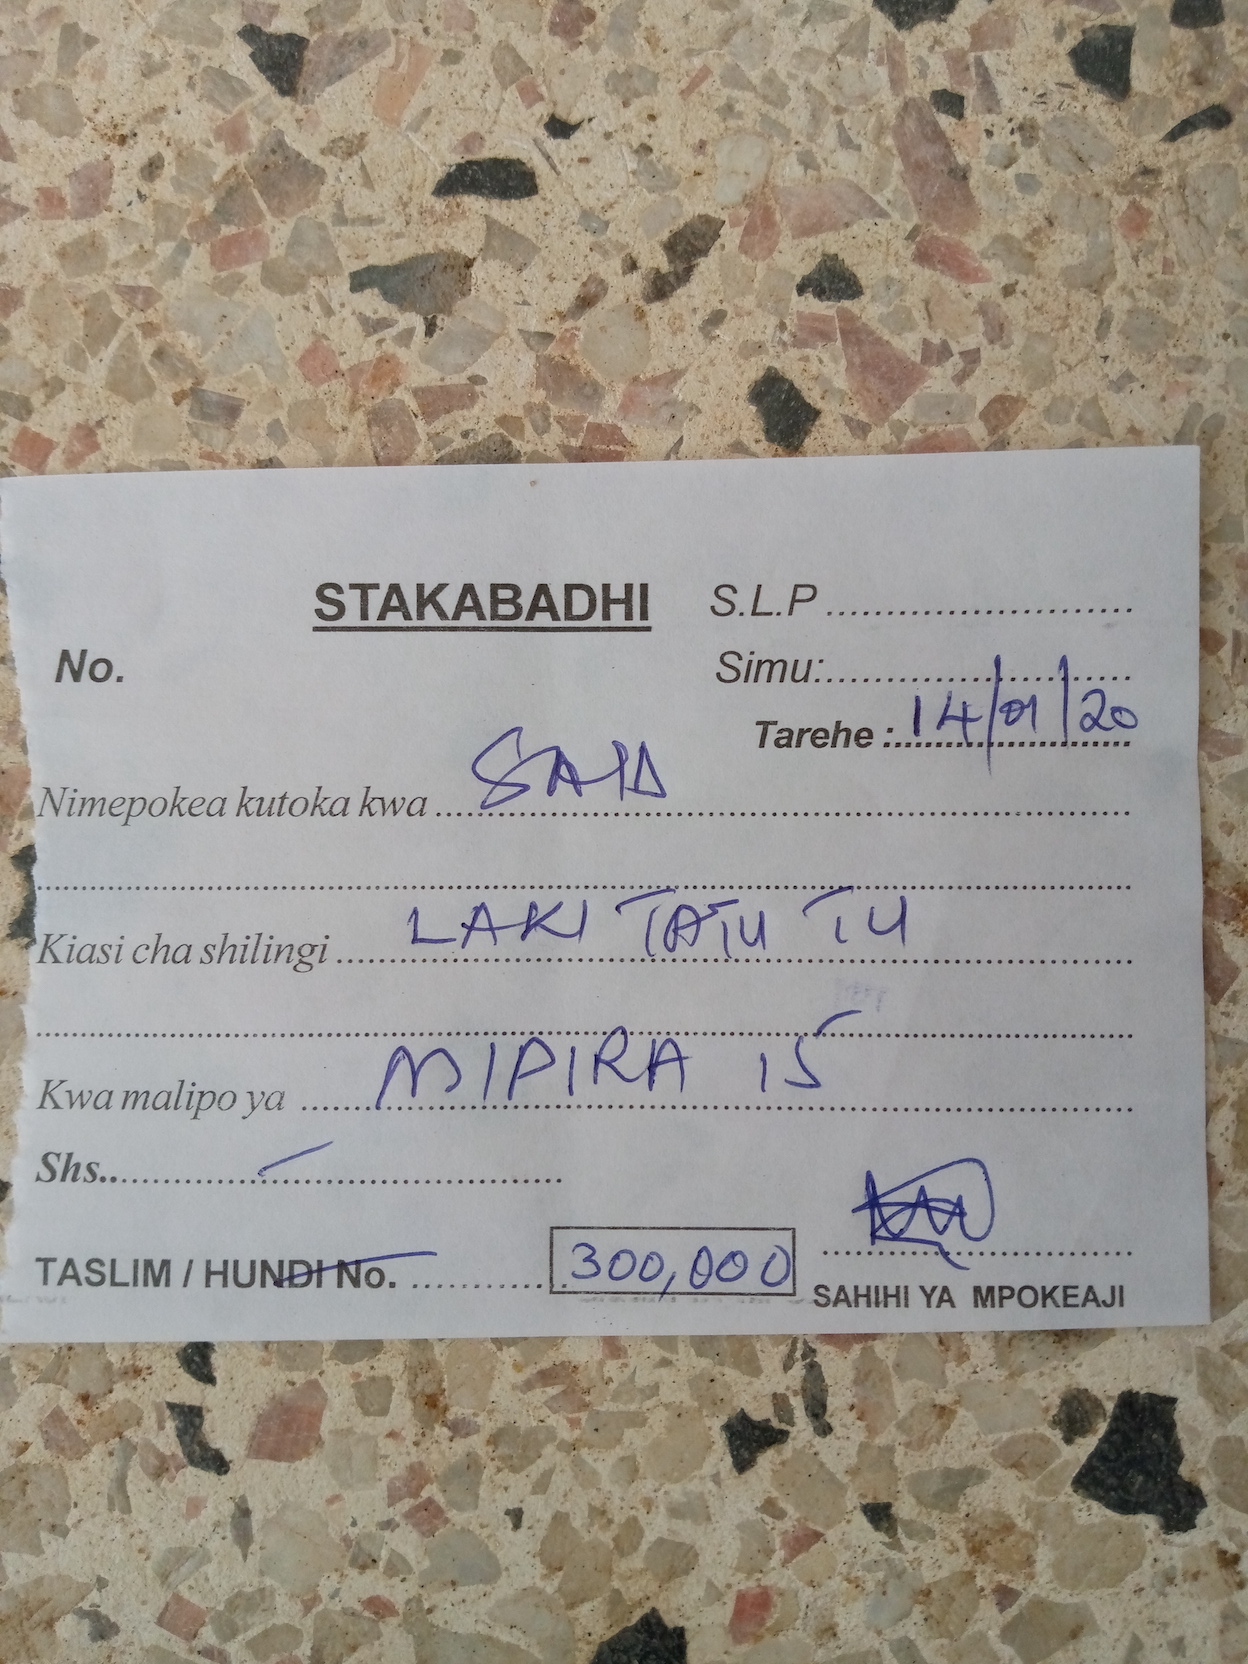 STAKABADHI S.L.P ........................
No. Simu:........................
Tarehe : 14/01/20
Nimepokea kutoka kwa SAID
Kiasi cha shilingi LAKI TATU TU
Kwa malipo ya MIPIRA 15
Shs..
TASLIM / HUNDI No. ............ 300,000
SAHIHI YA MPOKEAJI